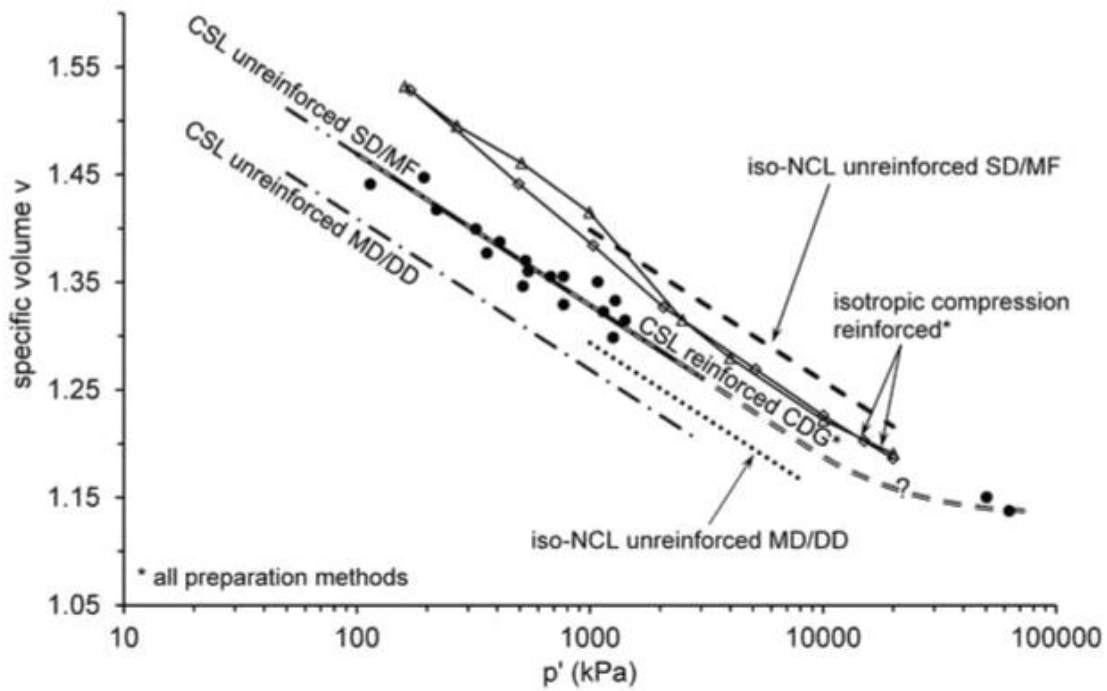 1.55
1.45
1.35
1.25
1.15
1.05
specific volume v
CSL unreinforced SD/MF
CSL unreinforced MD/DD
iso-NCL unreinforced SD/MF
isotropic compression
reinforced*
CSL reinforced CDG*
?
iso-NCL unreinforced MD/DD
* all preparation methods
10
100
1000
10000
100000
p' (kPa)